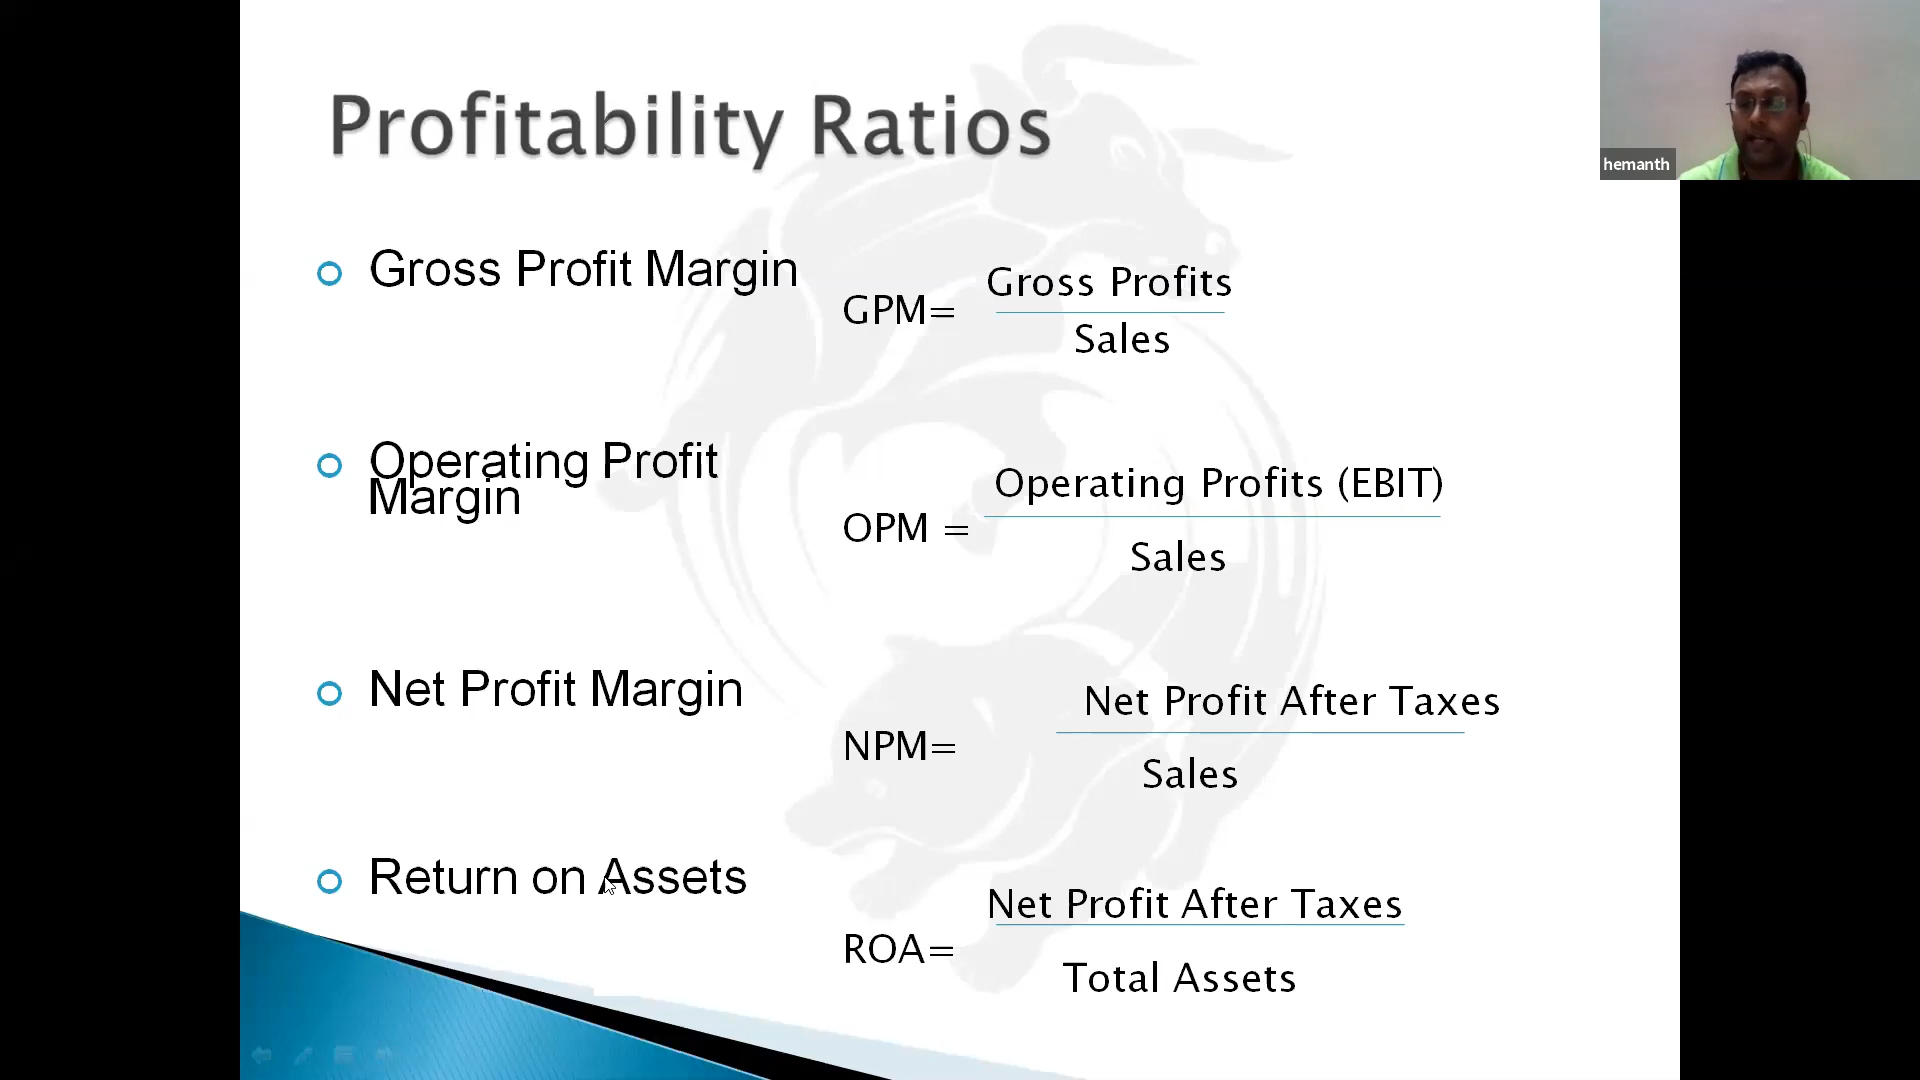 Profitability Ratios
hemanth
Gross Profit Margin
GPM=
Gross Profits
Sales
Operating Profit
Margin
OPM =
Operating Profits (EBIT)
Sales
Net Profit Margin
NPM=
Net Profit After Taxes
Sales
Return on Assets
ROA=
Net Profit After Taxes
Total Assets